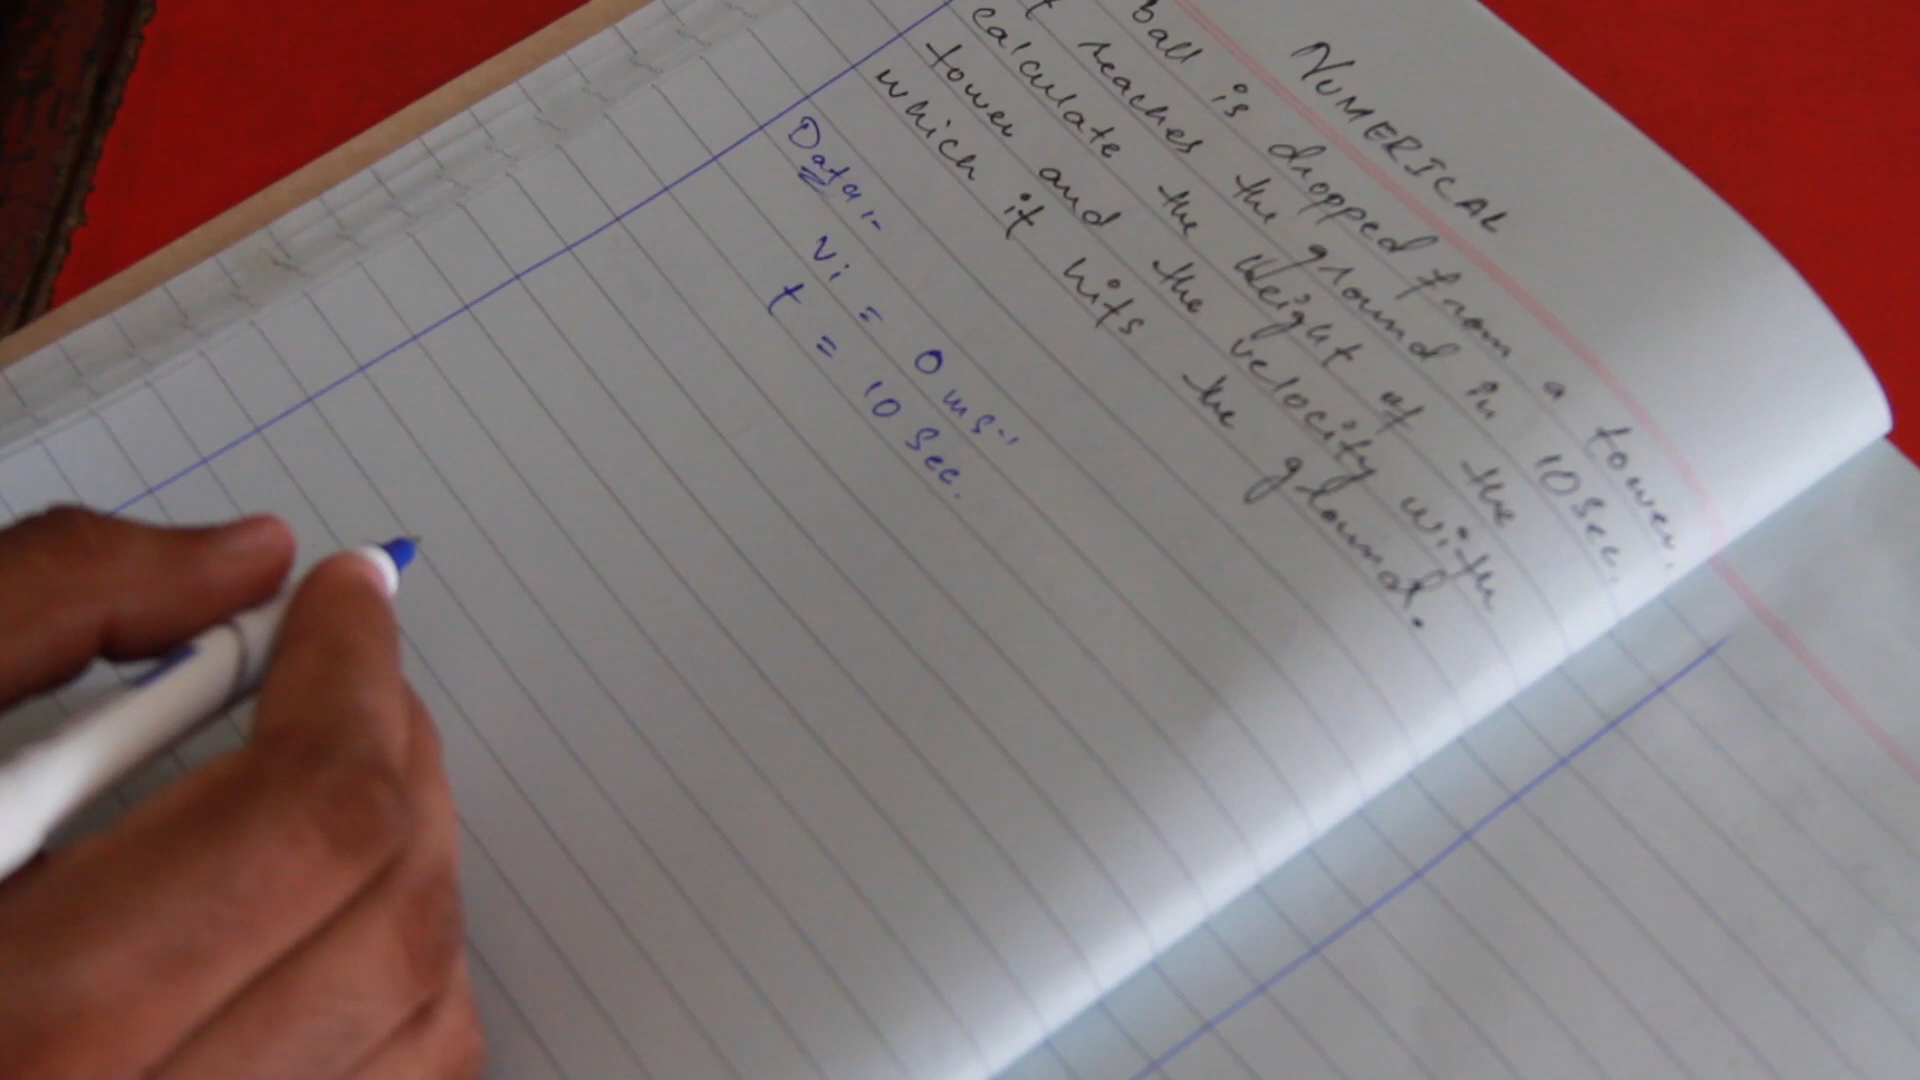 NUMERICAL
Ball is dropped from a tower.
t reaches the ground in 10 sec.
calculate the height of the
tower and the velocity with
which it hits the ground.
Data:-
Vi = 0 ms-1
t = 10 sec.